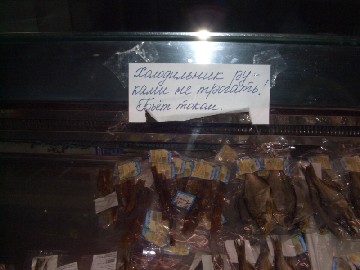 Холодильник ру-
ками не трогать!
Бьёт током.